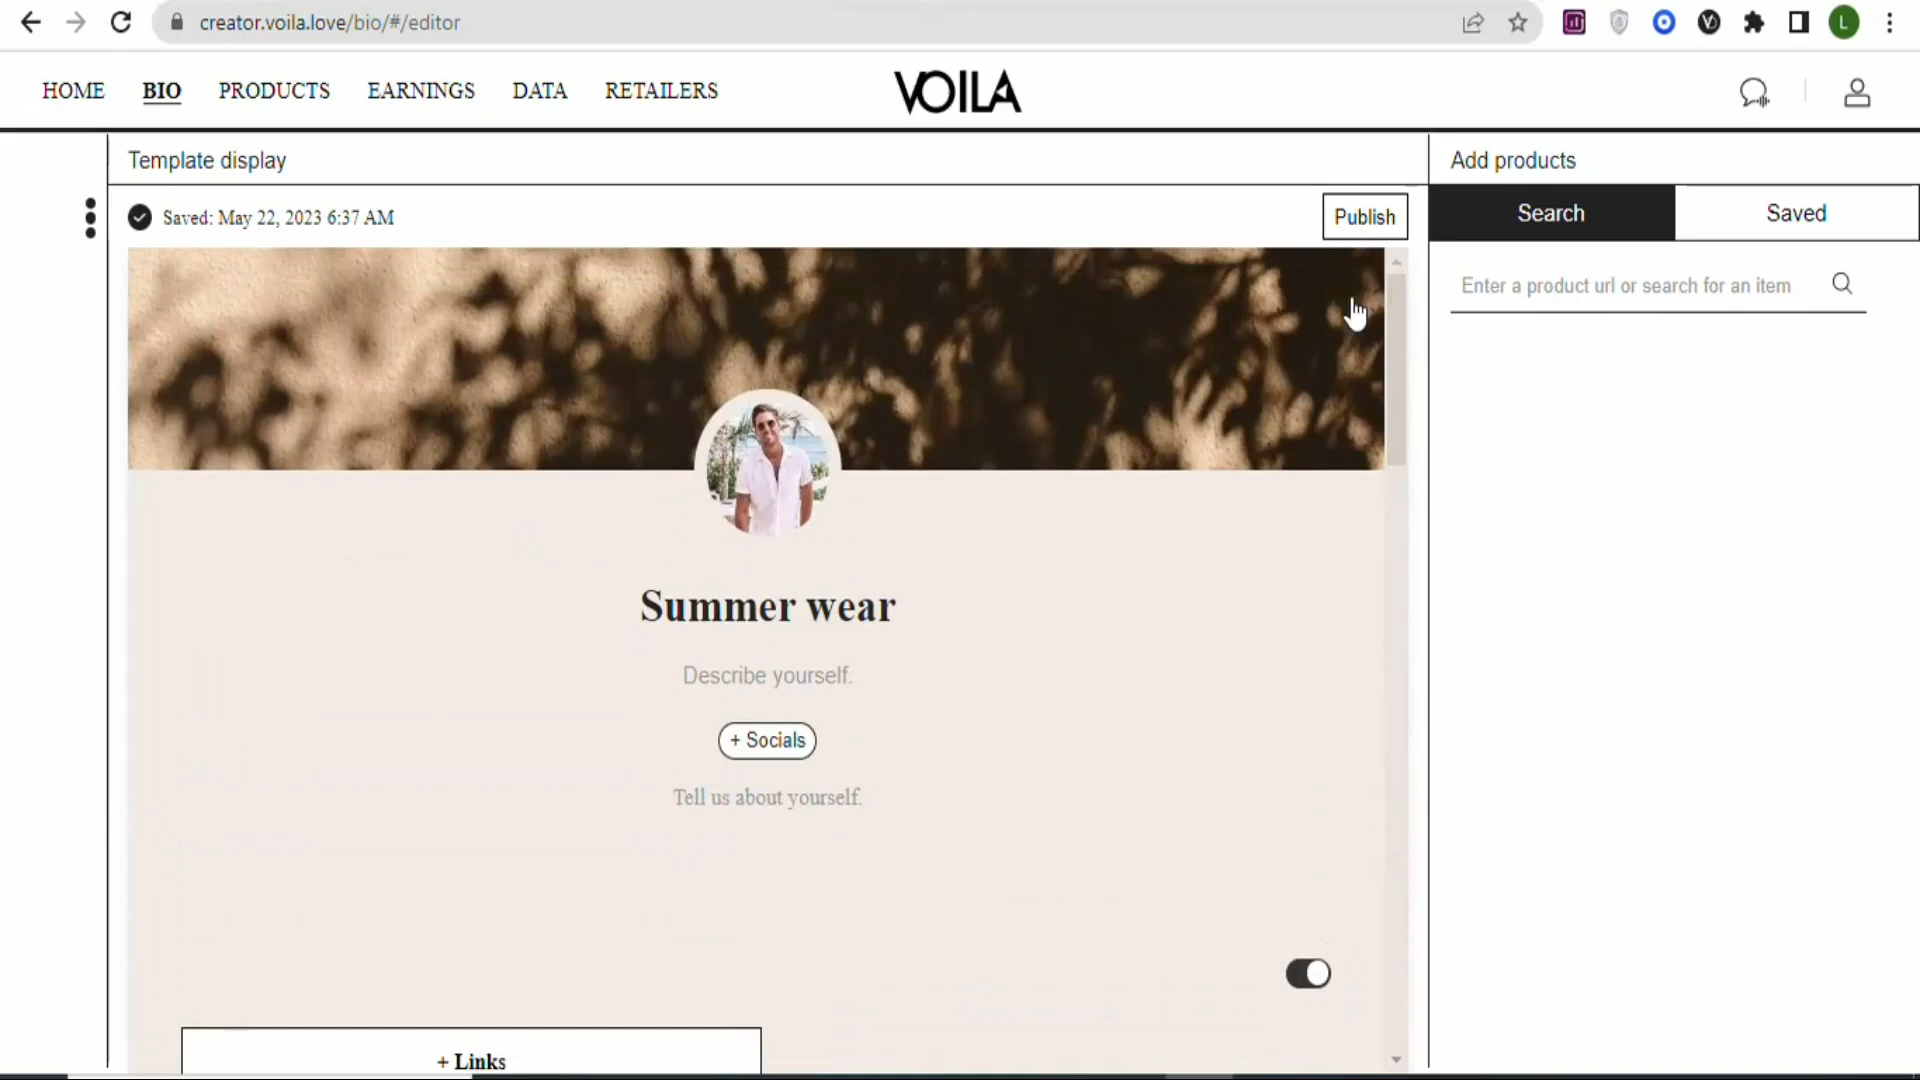 creator.voila.love/bio/#/editor
L
HOME BIO PRODUCTS EARNINGS DATA RETAILERS
VOILA
Template display
Add products
Saved: May 22, 2023 6:37 AM
Publish
Search
Saved
Enter a product url or search for an item
Summer wear
Describe yourself.
+ Socials
Tell us about yourself.
+ Links